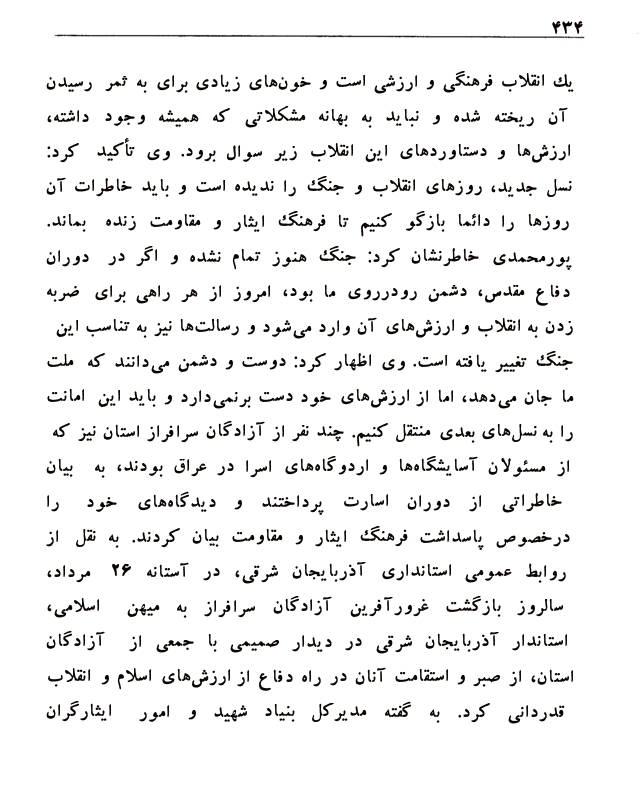 ۴۳۴
یك انقلاب فرهنگی و ارزشی است و خون‌های زیادی برای به ثمر رسیدن
آن ریخته شده و نباید به بهانه مشکلاتی که همیشه وجود داشته،
ارزش‌ها و دستاوردهای این انقلاب زیر سوال برود. وی تأکید کرد:
نسل جدید، روزهای انقلاب و جنگ را ندیده است و باید خاطرات آن
روزها را دائما بازگو کنیم تا فرهنگ ایثار و مقاومت زنده بماند.
پورمحمدی خاطرنشان کرد: جنگ هنوز تمام نشده و اگر در دوران
دفاع مقدس، دشمن رودرروی ما بود، امروز از هر راهی برای ضربه
زدن به انقلاب و ارزش‌های آن وارد می‌شود و رسالت‌ها نیز به تناسب این
جنگ تغییر یافته است. وی اظهار کرد: دوست و دشمن می‌دانند که ملت
ما جان می‌دهد، اما از ارزش‌های خود دست برنمی‌دارد و باید این امانت
را به نسل‌های بعدی منتقل کنیم. چند نفر از آزادگان سرافراز استان نیز که
از مسئولان آسایشگاه‌ها و اردوگاه‌های اسرا در عراق بودند، به بیان
خاطراتی از دوران اسارت پرداختند و دیدگاه‌های خود را
درخصوص پاسداشت فرهنگ ایثار و مقاومت بیان کردند. به نقل از
روابط عمومی استانداری آذربایجان شرقی، در آستانه ۲۶ مرداد،
سالروز بازگشت غرورآفرین آزادگان سرافراز به میهن اسلامی،
استاندار آذربایجان شرقی در دیدار صمیمی با جمعی از آزادگان
استان، از صبر و استقامت آنان در راه دفاع از ارزش‌های اسلام و انقلاب
قدردانی کرد. به گفته مدیرکل بنیاد شهید و امور ایثارگران